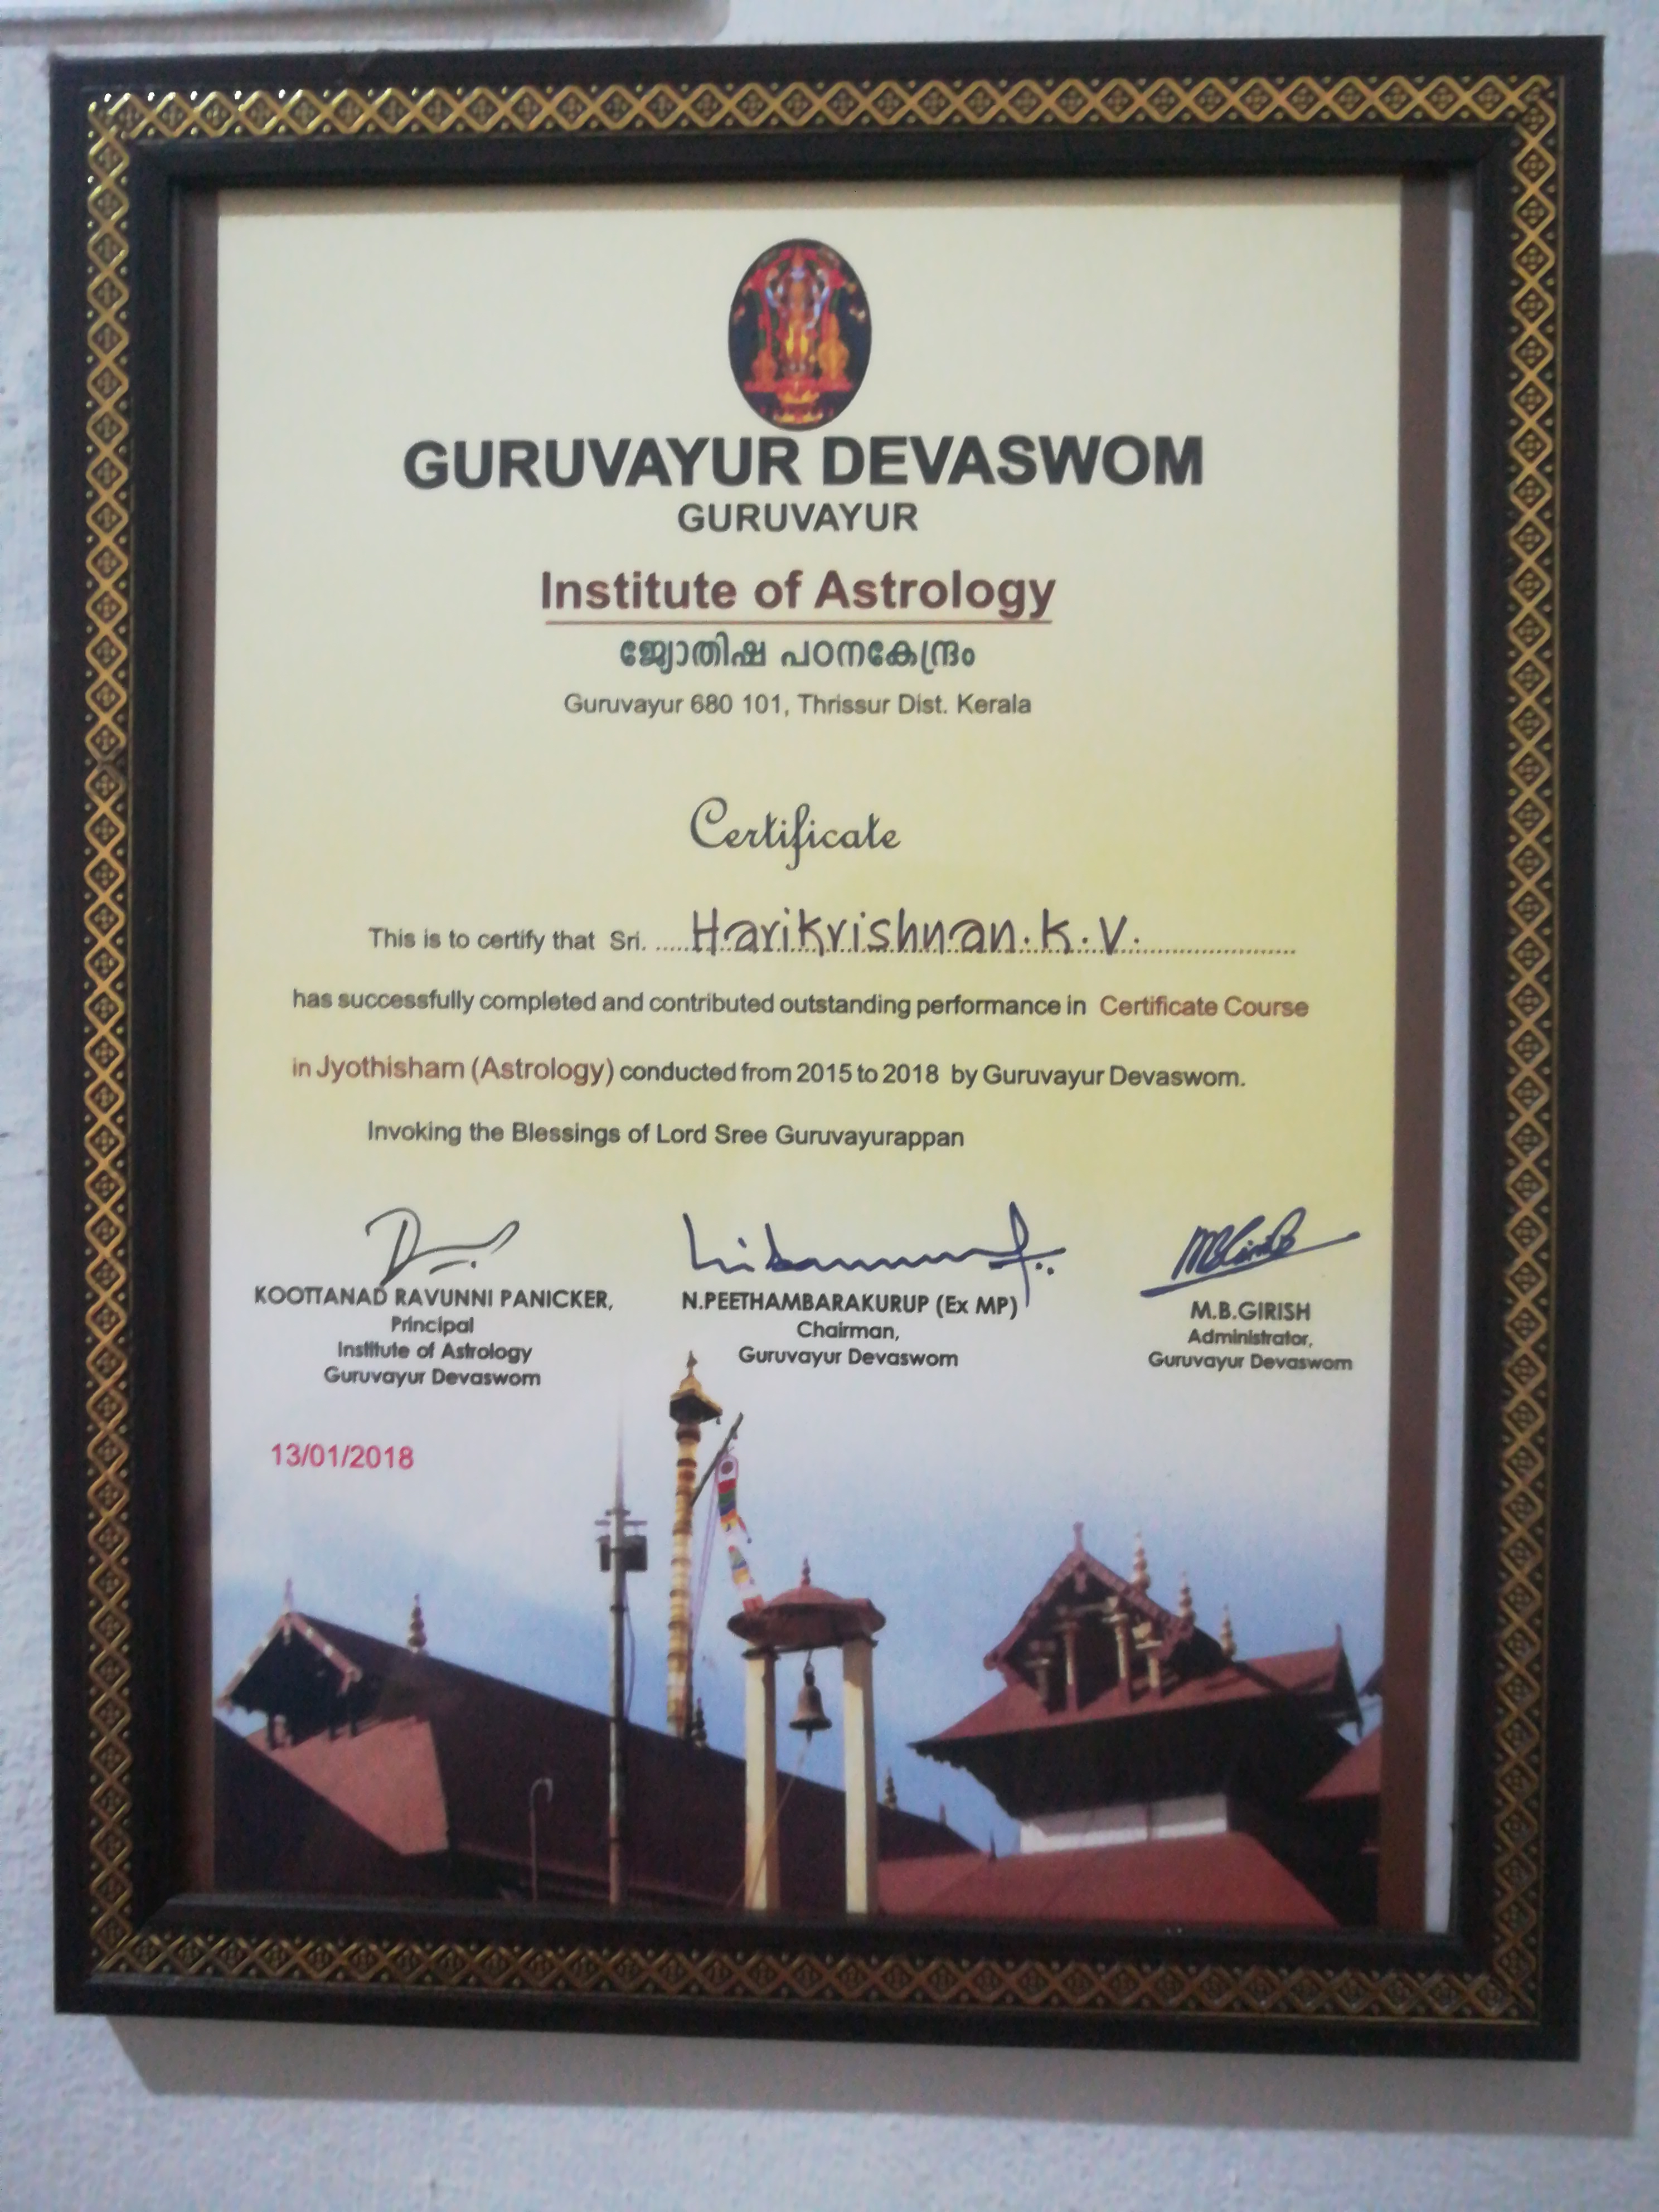 GURUVAYUR DEVASWOM
GURUVAYUR
Institute of Astrology
ജ്യോതിഷ പഠനകേന്ദ്രം
Guruvayur 680 101, Thrissur Dist. Kerala
Certificate
This is to certify that Sri. Harikrishnan.K.V.
has successfully completed and contributed outstanding performance in Certificate Course
in Jyothisham (Astrology) conducted from 2015 to 2018 by Guruvayur Devaswom.
Invoking the Blessings of Lord Sree Guruvayurappan
KOOTTANAD RAVUNNI PANICKER,
Principal
Institute of Astrology
Guruvayur Devaswom
N.PEETHAMBARAKURUP (Ex MP)
Chairman,
Guruvayur Devaswom
M.B.GIRISH
Administrator,
Guruvayur Devaswom
13/01/2018